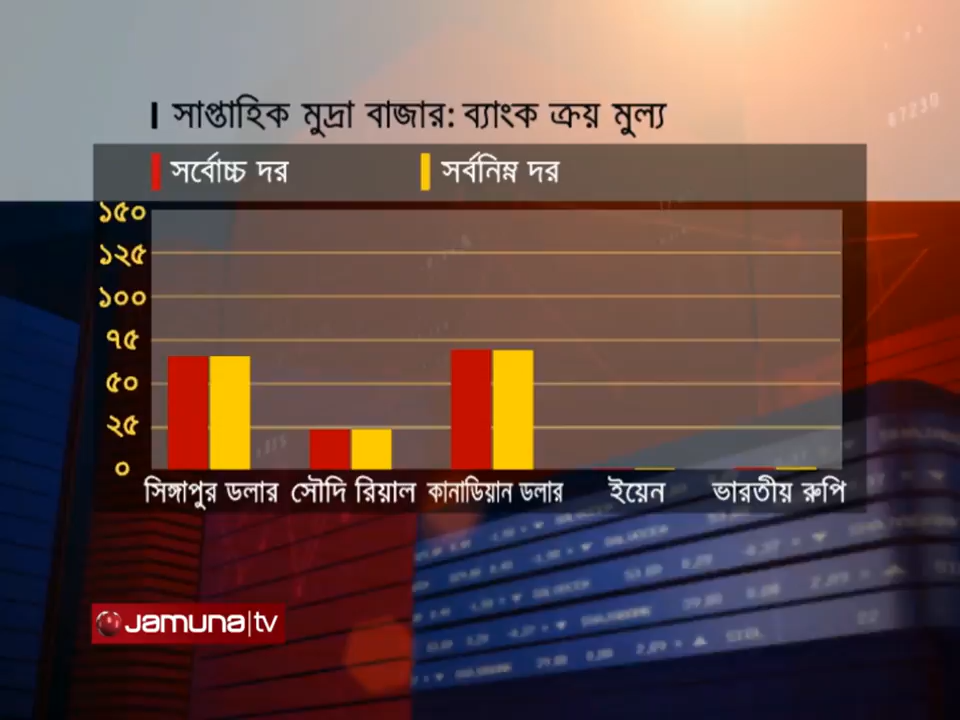 সাপ্তাহিক মুদ্রা বাজার: ব্যাংক ক্রয় মুল্য
সর্বোচ্চ দর সর্বনিম্ন দর
১৫০
১২৫
১০০
৭৫
৫০
২৫
০
সিঙ্গাপুর ডলার সৌদি রিয়াল কানাডিয়ান ডলার ইয়েন ভারতীয় রুপি
Jamuna|tv